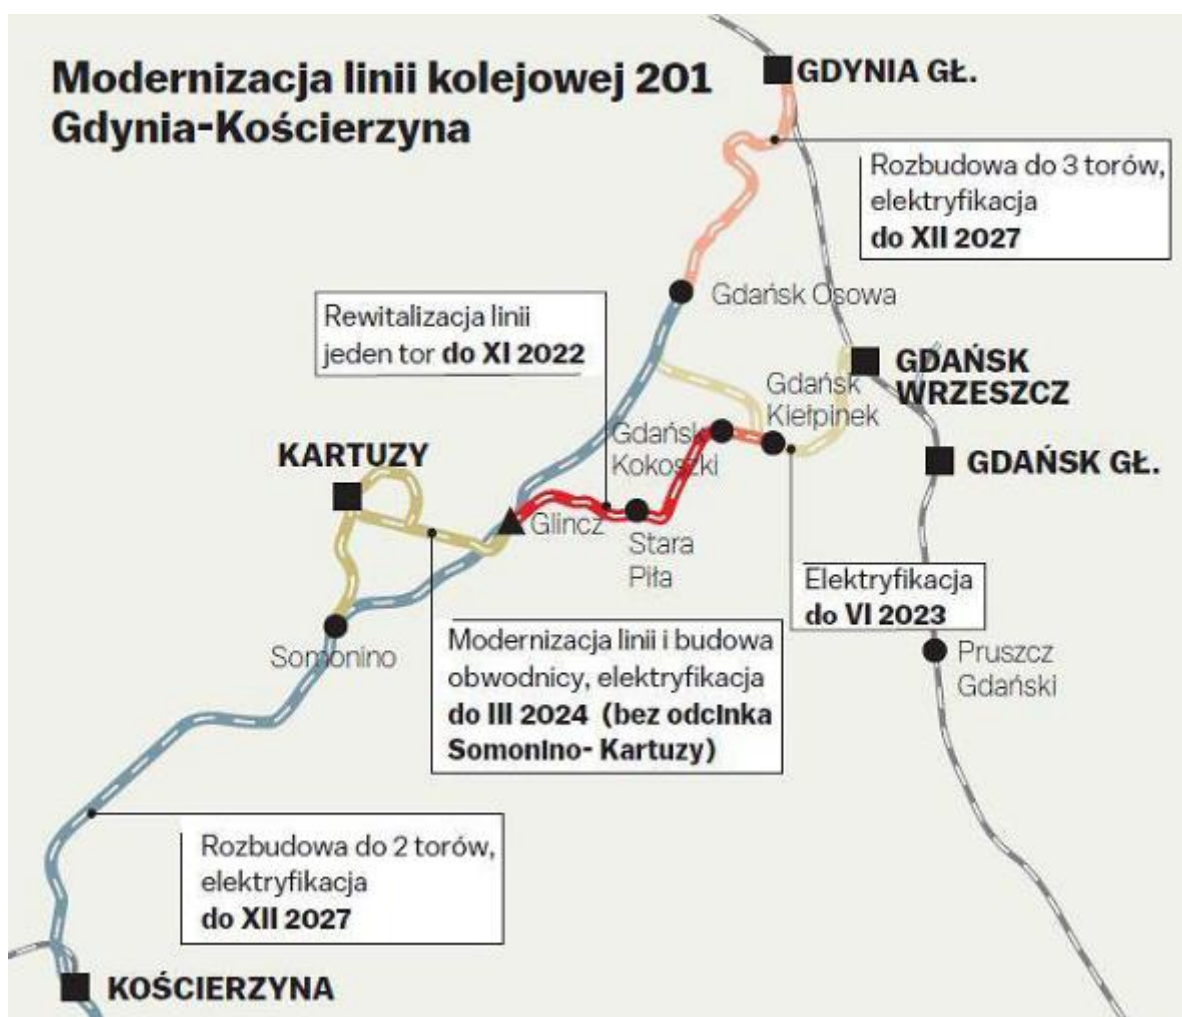 Modernizacja linii kolejowej 201
Gdynia-Kościerzyna
GDYNIA GŁ.
Rozbudowa do 3 torów,
elektryfikacja
do XII 2027
Gdańsk Osowa
Rewitalizacja linii
jeden tor do XI 2022
GDAŃSK
WRZESZCZ
Gdańsk
Kiełpinek
Gdańsk
Kokoszki
KARTUZY
GDAŃSK GŁ.
Glincz
Stara
Piła
Elektryfikacja
do VI 2023
Somonino
Modernizacja linii i budowa
obwodnicy, elektryfikacja
do III 2024 (bez odcinka
Somonino- Kartuzy)
Pruszcz
Gdański
Rozbudowa do 2 torów,
elektryfikacja
do XII 2027
KOŚCIERZYNA